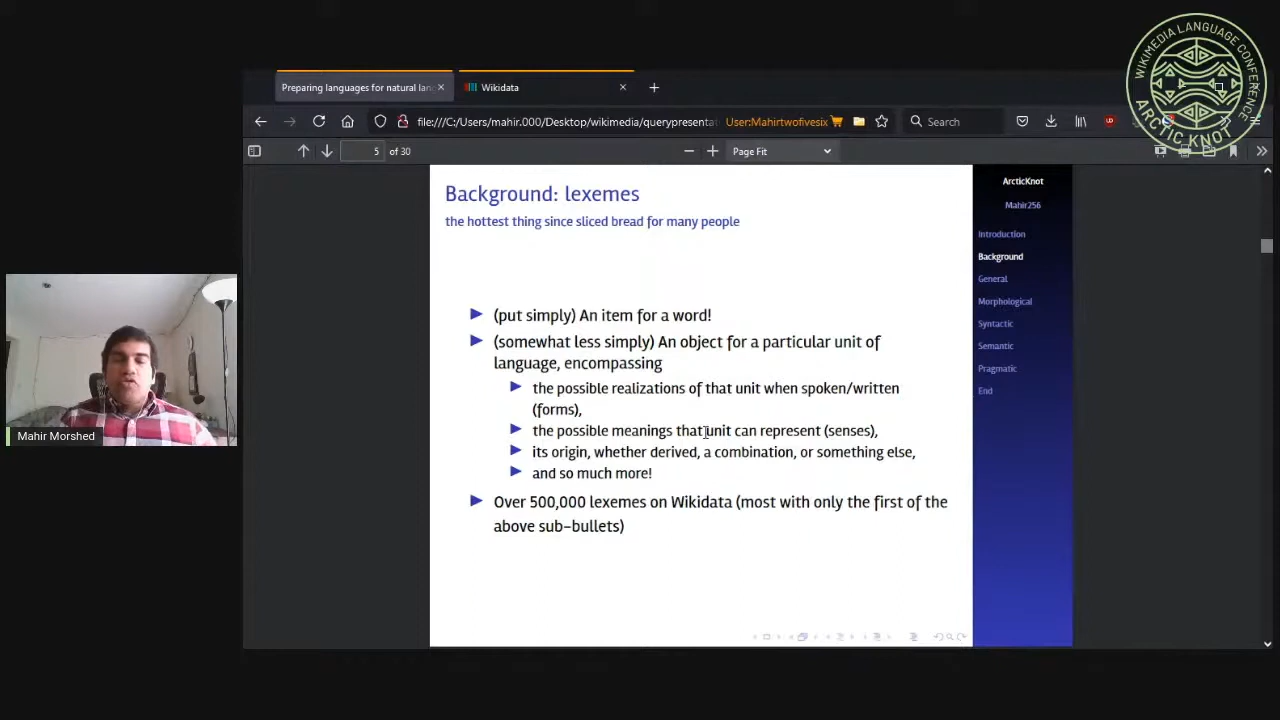 WIKIMEDIA LANGUAGE CONFERENCE
ARCTIC KNOT
Preparing languages for natural lan
Wikidata
file:///C:/Users/mahir.000/Desktop/wikimedia/querypresentat
User:Mahirtwofivesix
Search
5 of 30
Page Fit
Background: lexemes
the hottest thing since sliced bread for many people
(put simply) An item for a word!
(somewhat less simply) An object for a particular unit of
language, encompassing
the possible realizations of that unit when spoken/written
(forms),
the possible meanings that unit can represent (senses),
its origin, whether derived, a combination, or something else,
and so much more!
Over 500,000 lexemes on Wikidata (most with only the first of the
above sub-bullets)
ArcticKnot
Mahir256
Introduction
Background
General
Morphological
Syntactic
Semantic
Pragmatic
End
Mahir Morshed